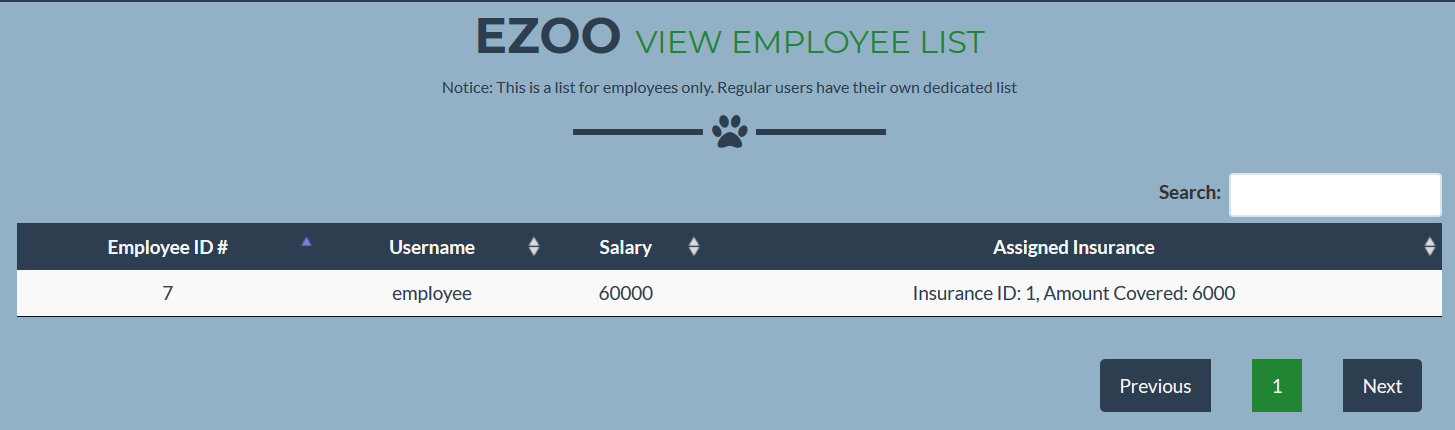 EZOO VIEW EMPLOYEE LIST
Notice: This is a list for employees only. Regular users have their own dedicated list
Search:
Employee ID # Username Salary Assigned Insurance
7 employee 60000 Insurance ID: 1, Amount Covered: 6000
Previous 1 Next